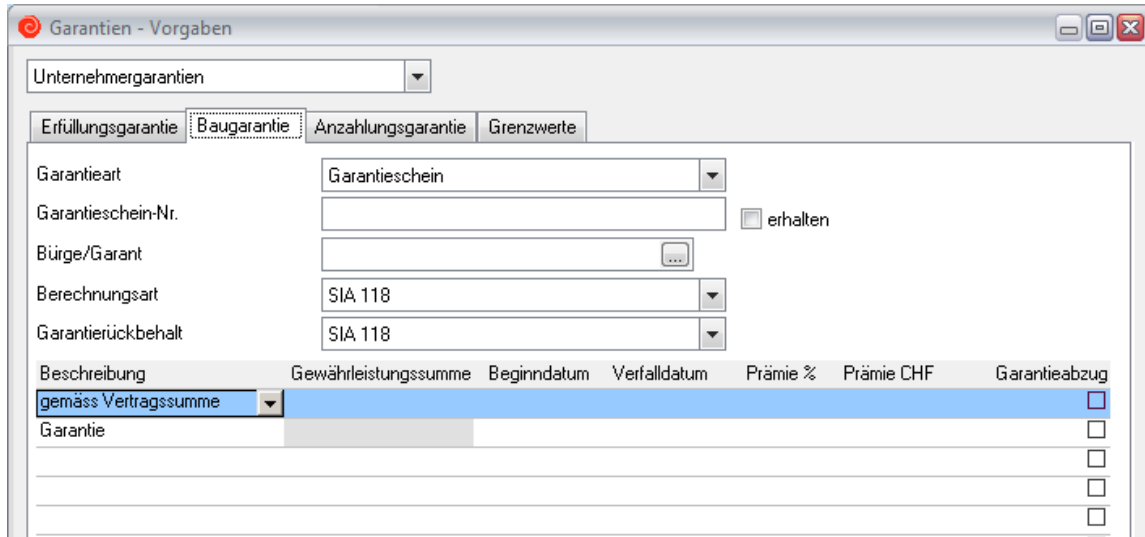 Garantien - Vorgaben
Unternehmergarantien
Erfüllungsgarantie Baugarantie Anzahlungsgarantie Grenzwerte
Garantieart Garantieschein
Garantieschein-Nr. erhalten
Bürge/Garant ...
Berechnungsart SIA 118
Garantierückbehalt SIA 118
Beschreibung Gewährleistungssumme Beginndatum Verfalldatum Prämie % Prämie CHF Garantieabzug
gemäss Vertragssumme
Garantie